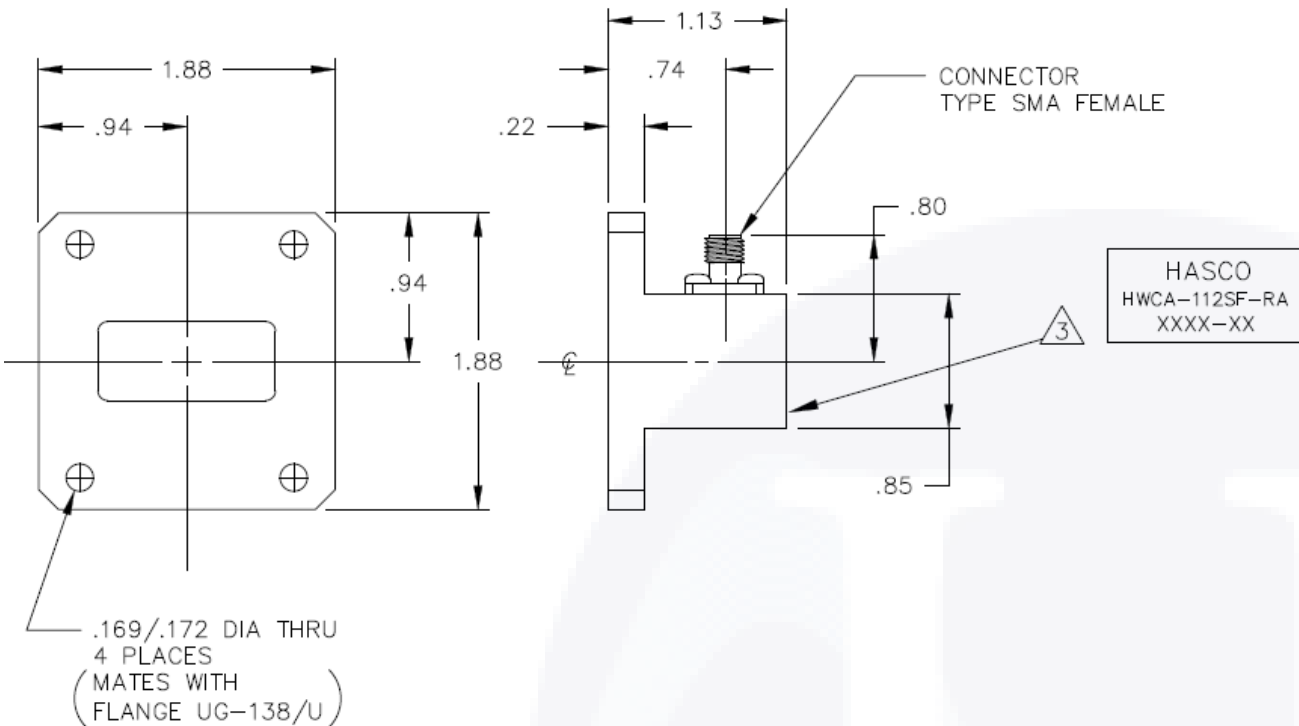 1.88
.94
.94
1.88
1.13
.74
.22
CONNECTOR
TYPE SMA FEMALE
.80
℄
3
HASCO
HWCA-112SF-RA
XXXX-XX
.85
.169/.172 DIA THRU
4 PLACES
(MATES WITH
FLANGE UG-138/U)